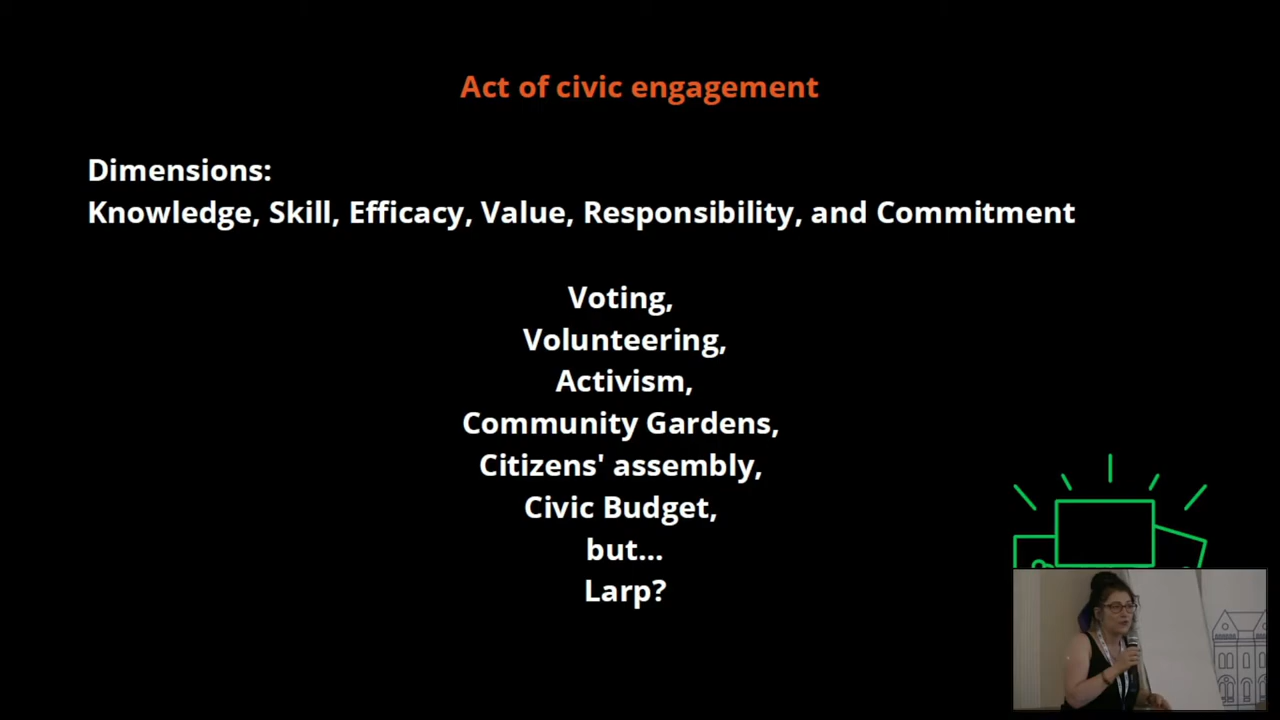 Act of civic engagement
Dimensions:
Knowledge, Skill, Efficacy, Value, Responsibility, and Commitment
Voting,
Volunteering,
Activism,
Community Gardens,
Citizens' assembly,
Civic Budget,
but...
Larp?